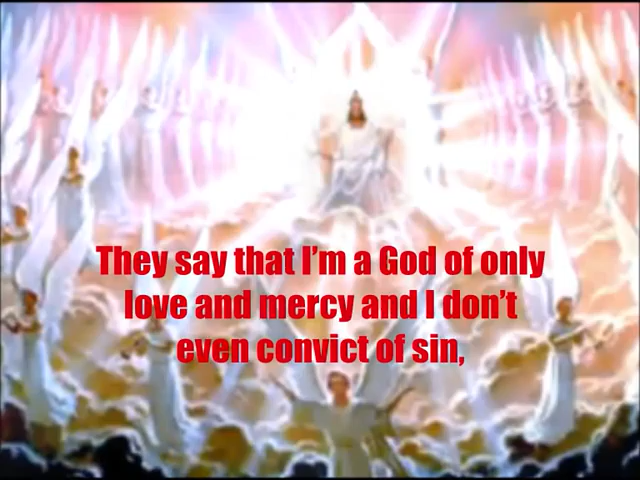 They say that I’m a God of only
love and mercy and I don’t
even convict of sin,